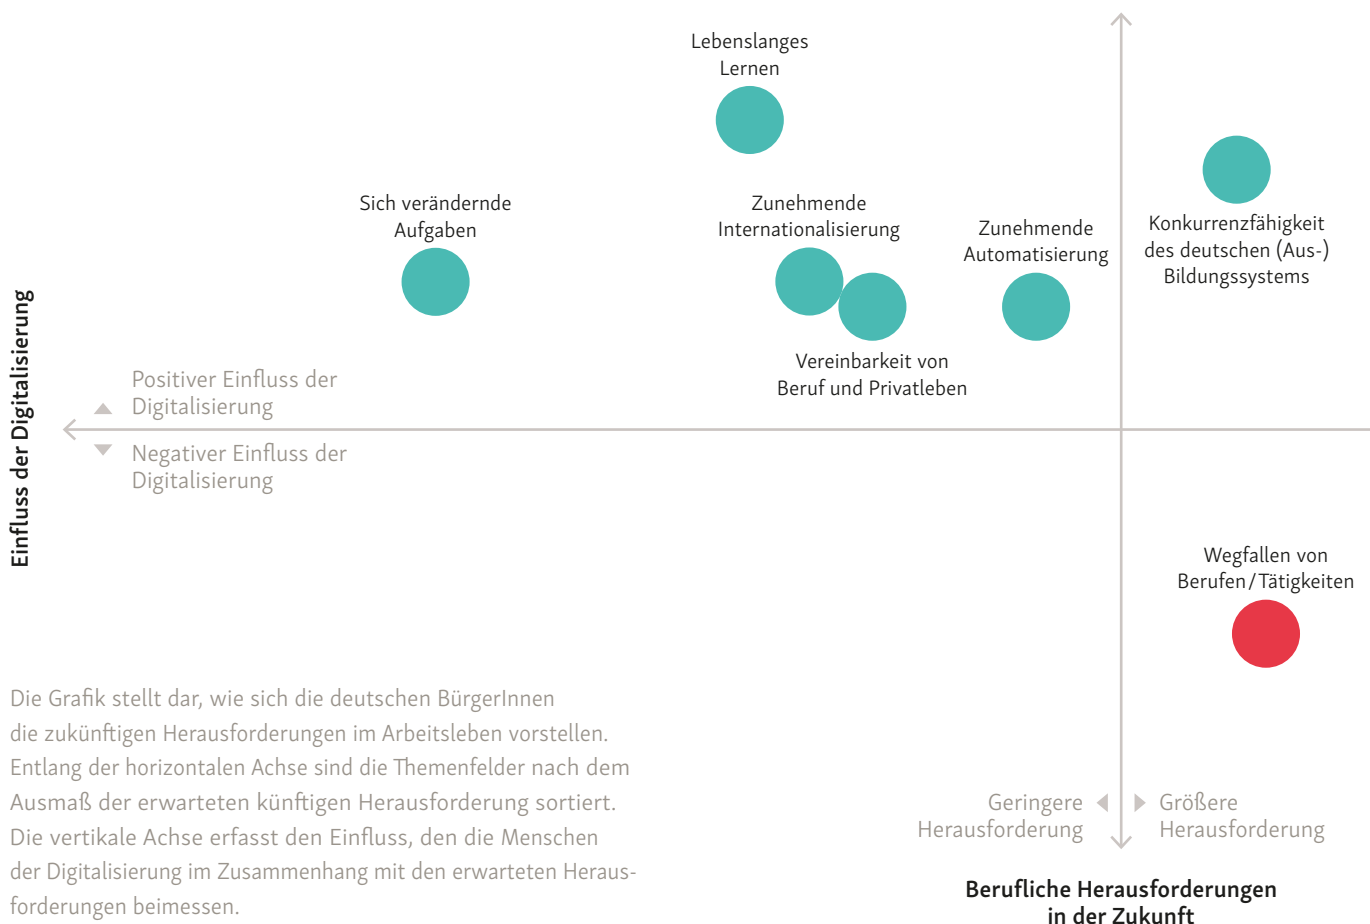 Lebenslanges
Lernen
Sich verändernde
Aufgaben
Zunehmende
Internationalisierung
Zunehmende
Automatisierung
Konkurrenzfähigkeit
des deutschen (Aus-)
Bildungssystems
Vereinbarkeit von
Beruf und Privatleben
Einfluss der Digitalisierung
Positiver Einfluss der
Digitalisierung
Negativer Einfluss der
Digitalisierung
Wegfallen von
Berufen/Tätigkeiten
Die Grafik stellt dar, wie sich die deutschen BürgerInnen
die zukünftigen Herausforderungen im Arbeitsleben vorstellen.
Entlang der horizontalen Achse sind die Themenfelder nach dem
Ausmaß der erwarteten künftigen Herausforderung sortiert.
Die vertikale Achse erfasst den Einfluss, den die Menschen
der Digitalisierung im Zusammenhang mit den erwarteten Heraus-
forderungen beimessen.
Geringere
Herausforderung
Größere
Herausforderung
Berufliche Herausforderungen
in der Zukunft